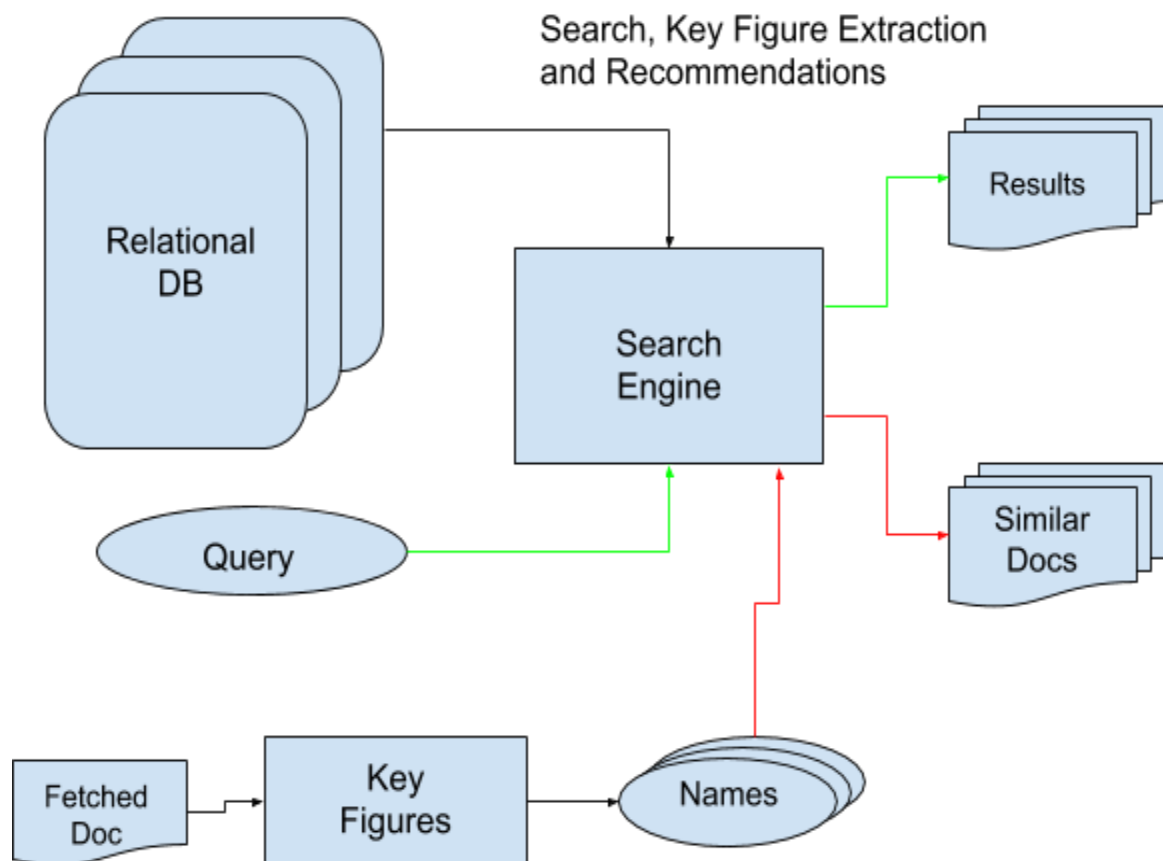 Search, Key Figure Extraction
and Recommendations
Relational
DB
Results
Search
Engine
Query
Similar
Docs
Fetched
Doc
Key
Figures
Names